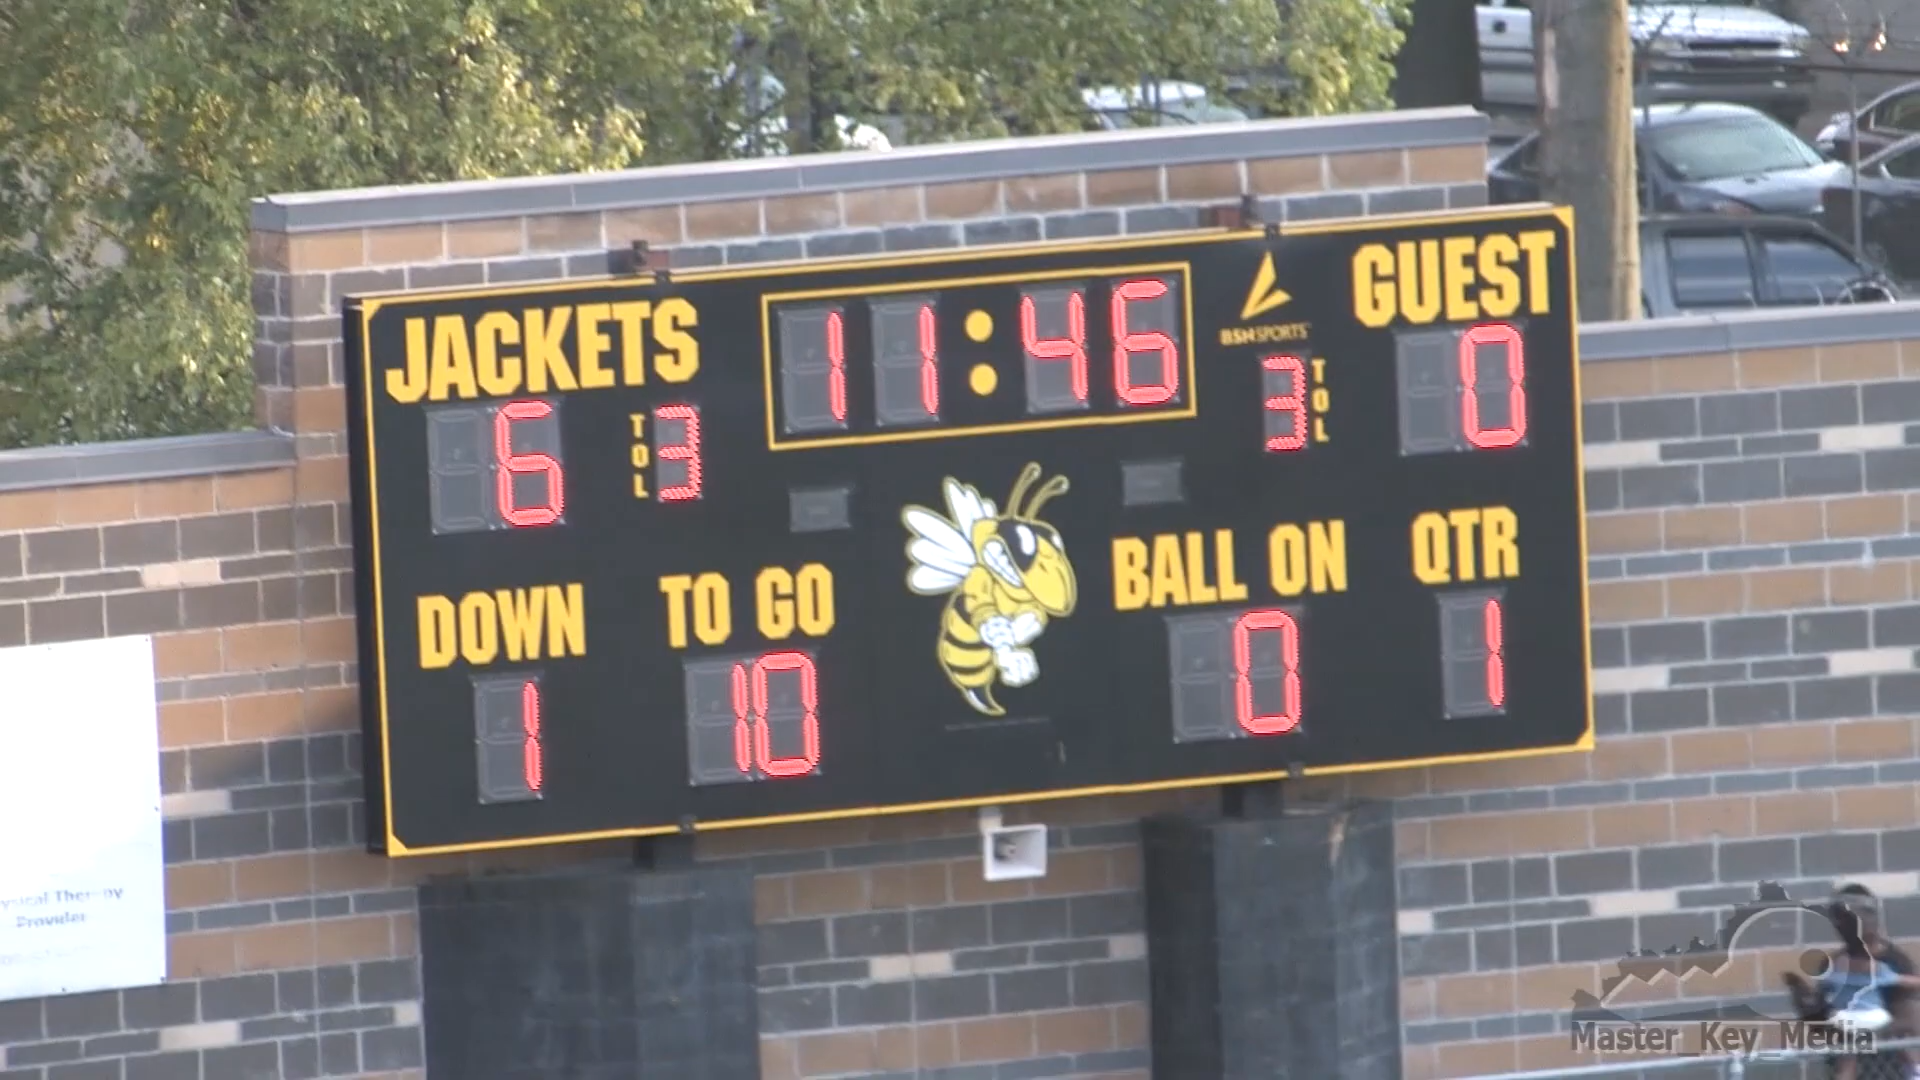 JACKETS
11:46
BSN SPORTS
GUEST
6
TOL
3
3
TOL
0
DOWN
TO GO
BALL ON
QTR
1
10
0
1
Provider
Master_Key_Media